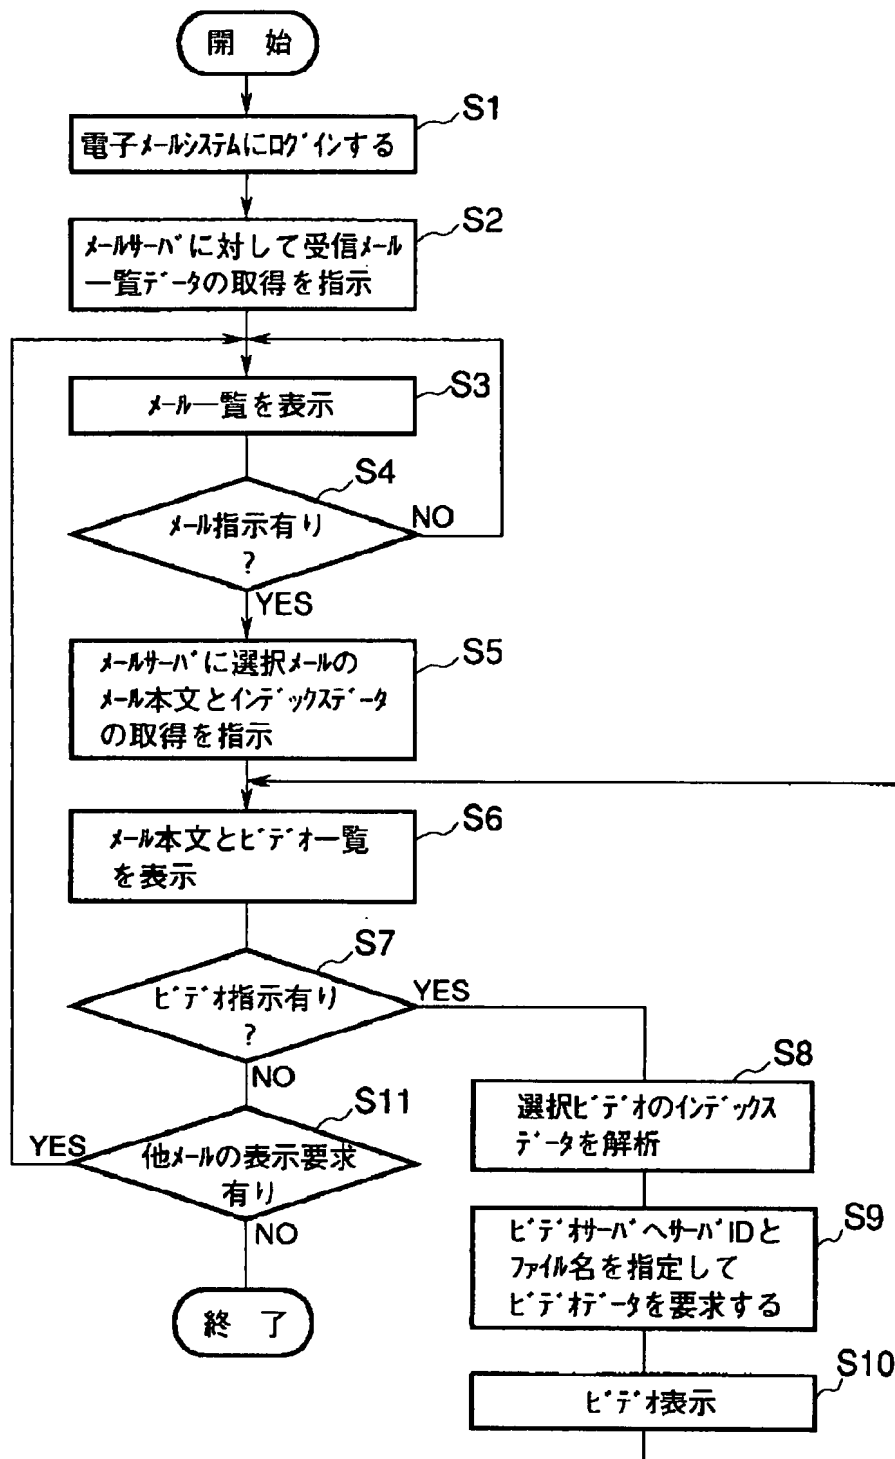 開 始
S1
電子メールシステムにログインする
S2
メールサーバに対して受信メール
一覧データの取得を指示
S3
メール一覧を表示
S4
メール指示有り
?
NO
YES
S5
メールサーバに選択メールの
メール本文とインデックスデータ
の取得を指示
S6
メール本文とビデオ一覧
を表示
S7
ビデオ指示有り
?
YES
NO
S8
選択ビデオのインデックス
データを解析
S11
他メールの表示要求
有り
YES
NO
S9
ビデオサーバへサーバIDと
ファイル名を指定して
ビデオデータを要求する
終 了
S10
ビデオ表示